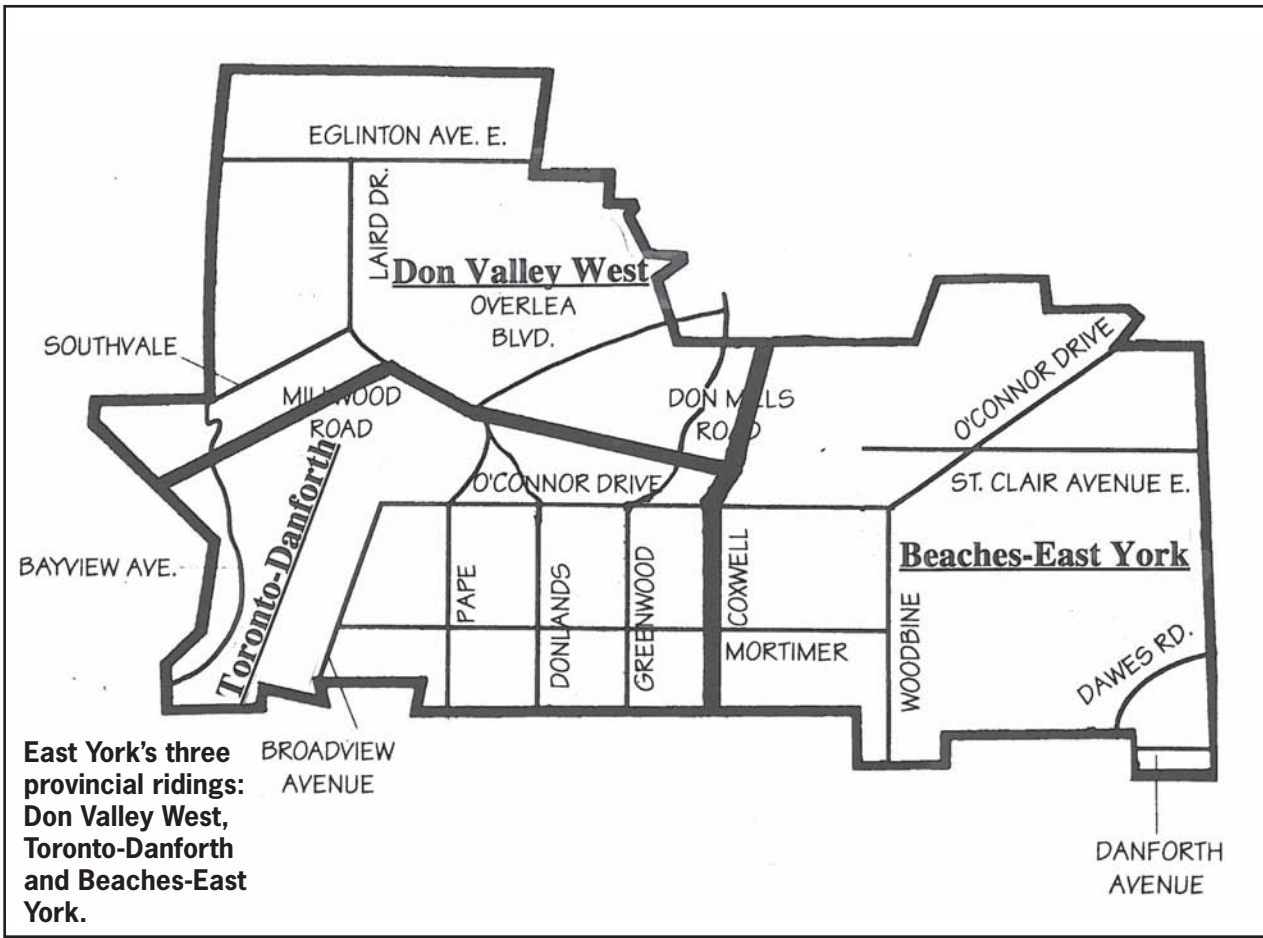 EGLINTON AVE. E.
LAIRD DR.
Don Valley West
OVERLEA
BLVD.
SOUTHVALE
MILLWOOD
ROAD
DON MILLS
ROAD
O'CONNOR DRIVE
ST. CLAIR AVENUE E.
O'CONNOR DRIVE
Toronto-Danforth
BAYVIEW AVE.
PAPE
DONLANDS
GREENWOOD
COXWELL
Beaches-East York
WOODBINE
MORTIMER
DAWES RD.
BROADVIEW
AVENUE
DANFORTH
AVENUE
East York's three
provincial ridings:
Don Valley West,
Toronto-Danforth
and Beaches-East
York.